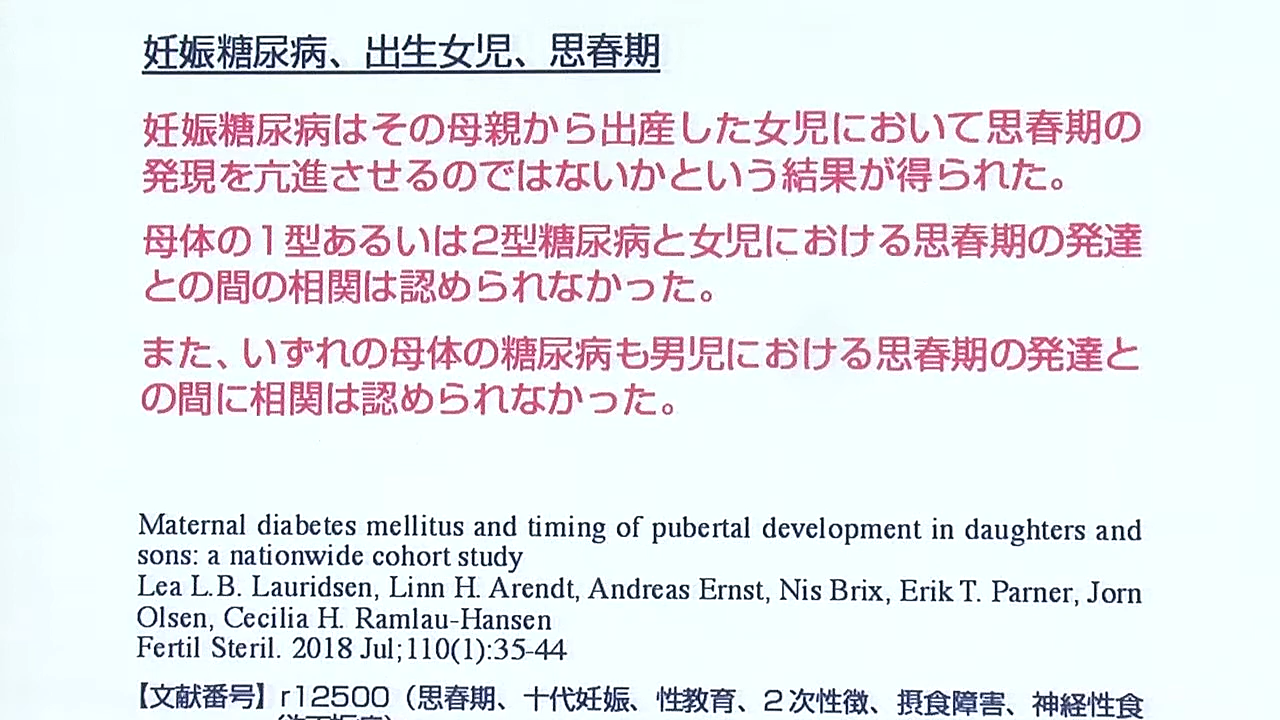 妊娠糖尿病、出生女児、思春期
妊娠糖尿病はその母親から出産した女児において思春期の
発現を亢進させるのではないかという結果が得られた。
母体の1型あるいは2型糖尿病と女児における思春期の発達
との間の相関は認められなかった。
また、いずれの母体の糖尿病も男児における思春期の発達と
の間に相関は認められなかった。
Maternal diabetes mellitus and timing of pubertal development in daughters and
sons: a nationwide cohort study
Lea L.B. Lauridsen, Linn H. Arendt, Andreas Ernst, Nis Brix, Erik T. Parner, Jorn
Olsen, Cecilia H. Ramlau-Hansen
Fertil Steril. 2018 Jul;110(1):35-44
【文献番号】r12500（思春期、十代妊娠、性教育、2次性徴、摂食障害、神経性食